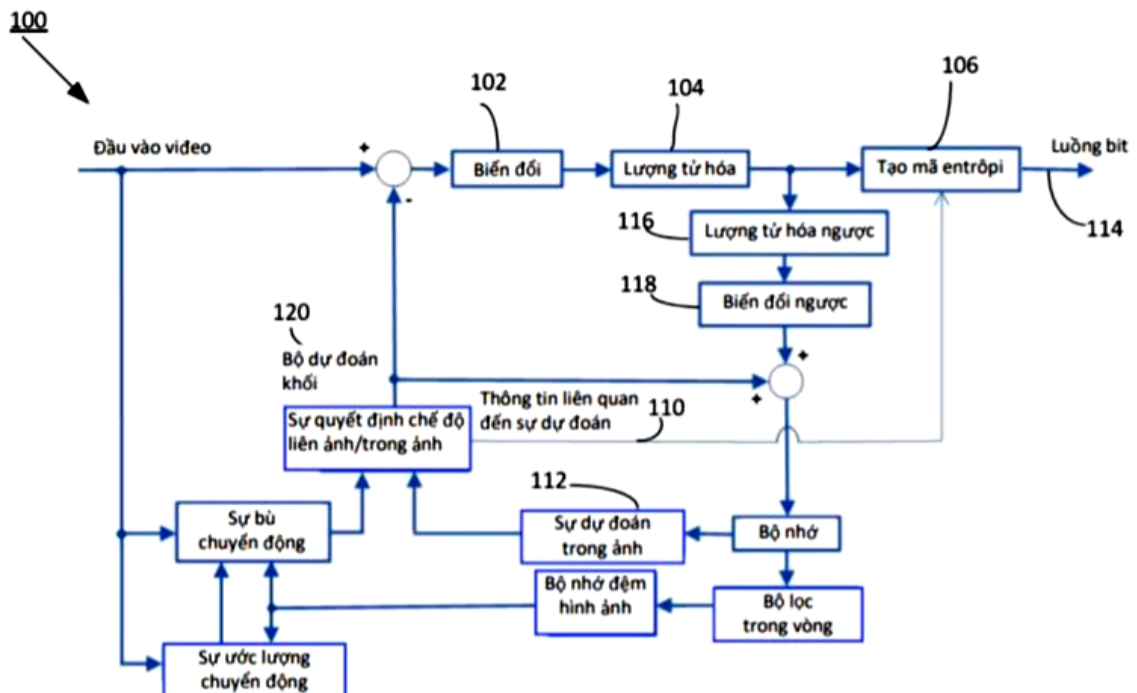 100
102
104
106
Đầu vào video
+
-
Biến đổi
Lượng tử hóa
Tạo mã entrôpi
Luồng bit
114
116
Lượng tử hóa ngược
118
Biến đổi ngược
120
Bộ dự đoán
khối
+
+
Thông tin liên quan
đến sự dự đoán
110
Sự quyết định chế độ
liên ảnh/trong ảnh
112
Sự bù
chuyển động
Sự dự đoán
trong ảnh
Bộ nhớ
Bộ nhớ đệm
hình ảnh
Bộ lọc
trong vòng
Sự ước lượng
chuyển động